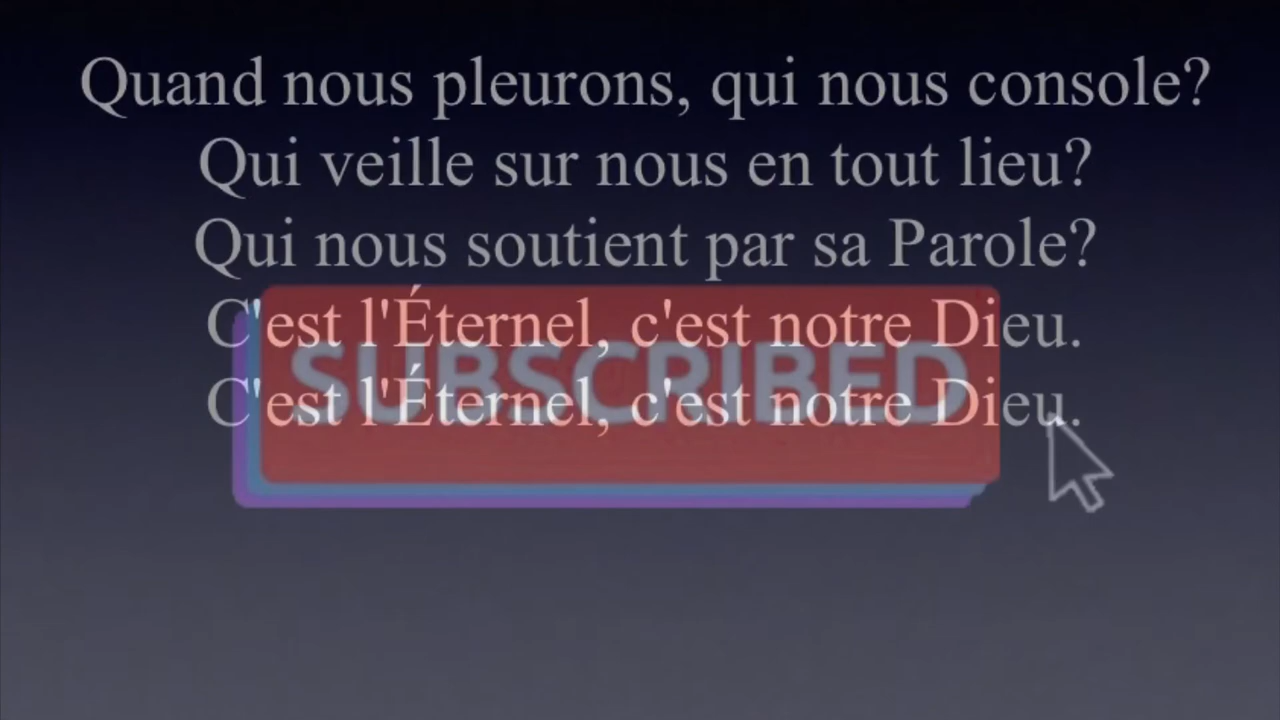 Quand nous pleurons, qui nous console?
Qui veille sur nous en tout lieu?
Qui nous soutient par sa Parole?
C'est l'Éternel, c'est notre Dieu.
SUBSCRIBED
C'est l'Éternel, c'est notre Dieu.